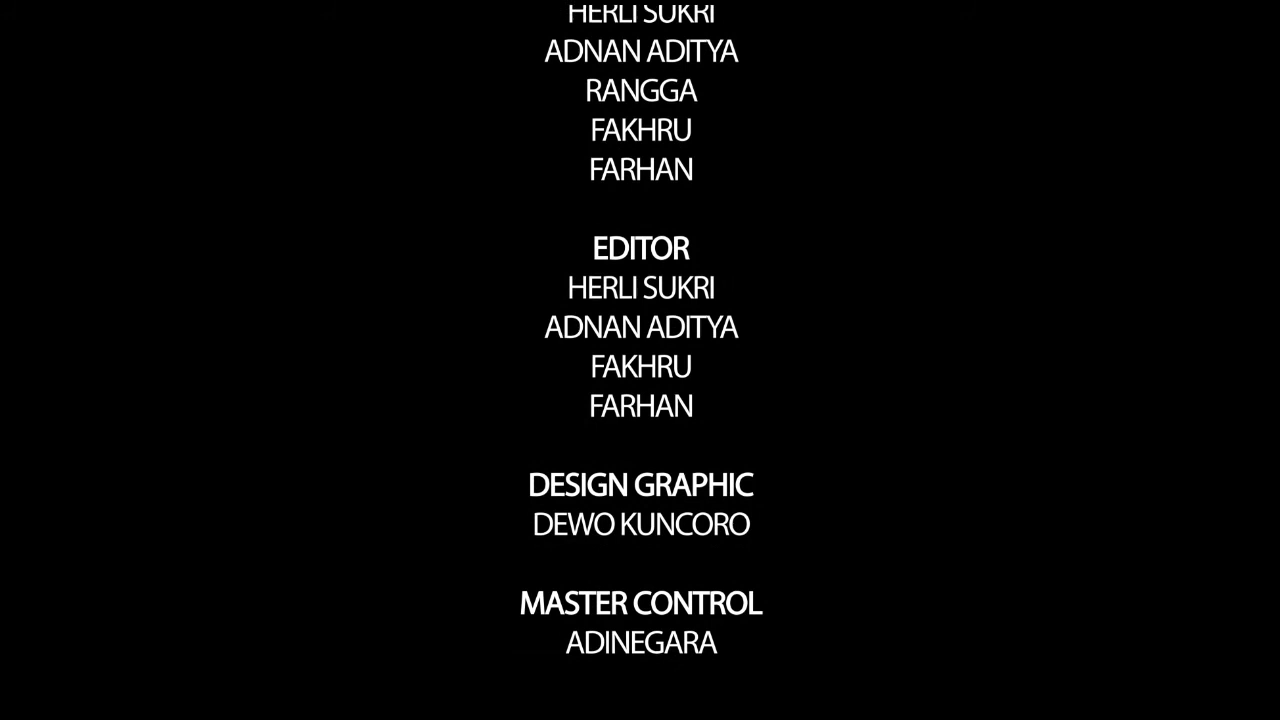 HERLI SUKRI
ADNAN ADITYA
RANGGA
FAKHRU
FARHAN
EDITOR
HERLI SUKRI
ADNAN ADITYA
FAKHRU
FARHAN
DESIGN GRAPHIC
DEWO KUNCORO
MASTER CONTROL
ADINEGARA